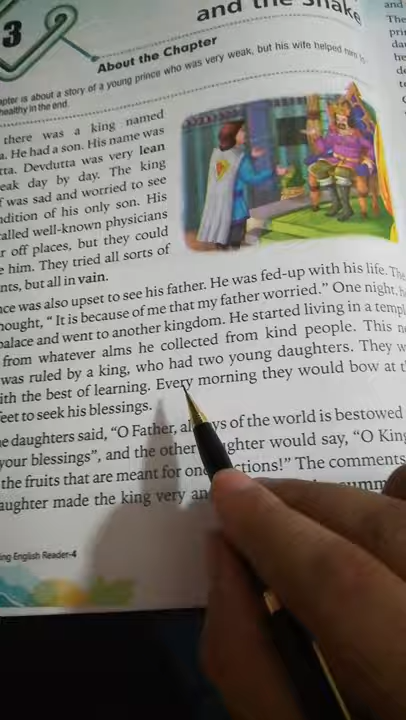 3
and the Snake
About the Chapter
apter is about a story of a young prince who was very weak, but his wife helped him
healthy in the end.
there was a king named
a. He had a son. His name was
tta. Devdutta was very lean
eak day by day. The king
f was sad and worried to see
ndition of his only son. His
alled well-known physicians
r off places, but they could
e him. They tried all sorts of
nts, but all in vain.
nce was also upset to see his father. He was fed-up with his life. The
hought, “ It is because of me that my father worried.” One night, h
palace and went to another kingdom. He started living in a templ
from whatever alms he collected from kind people. This n
was ruled by a king, who had two young daughters. They w
ith the best of learning. Every morning they would bow at t
feet to seek his blessings.
e daughters said, “O Father, al ys of the world is bestowed
your blessings”, and the other ughter would say, “O King
the fruits that are meant for one ctions!” The comments
aughter made the king very an summ
ing English Reader-4
and
The
prin
dau
he
de
te